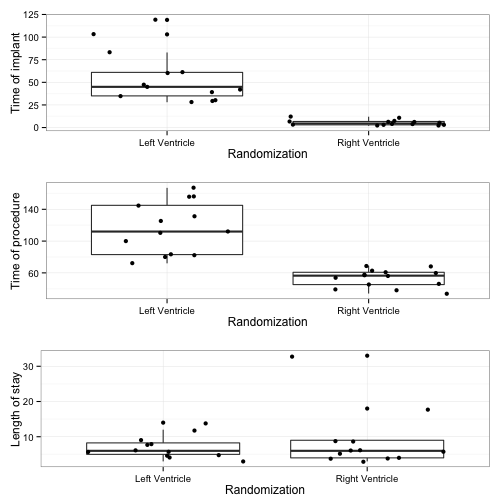 Time of implant
125
100
75
50
25
0
Left Ventricle
Right Ventricle
Randomization
Time of procedure
140
100
60
Left Ventricle
Right Ventricle
Randomization
Length of stay
30
20
10
Left Ventricle
Right Ventricle
Randomization